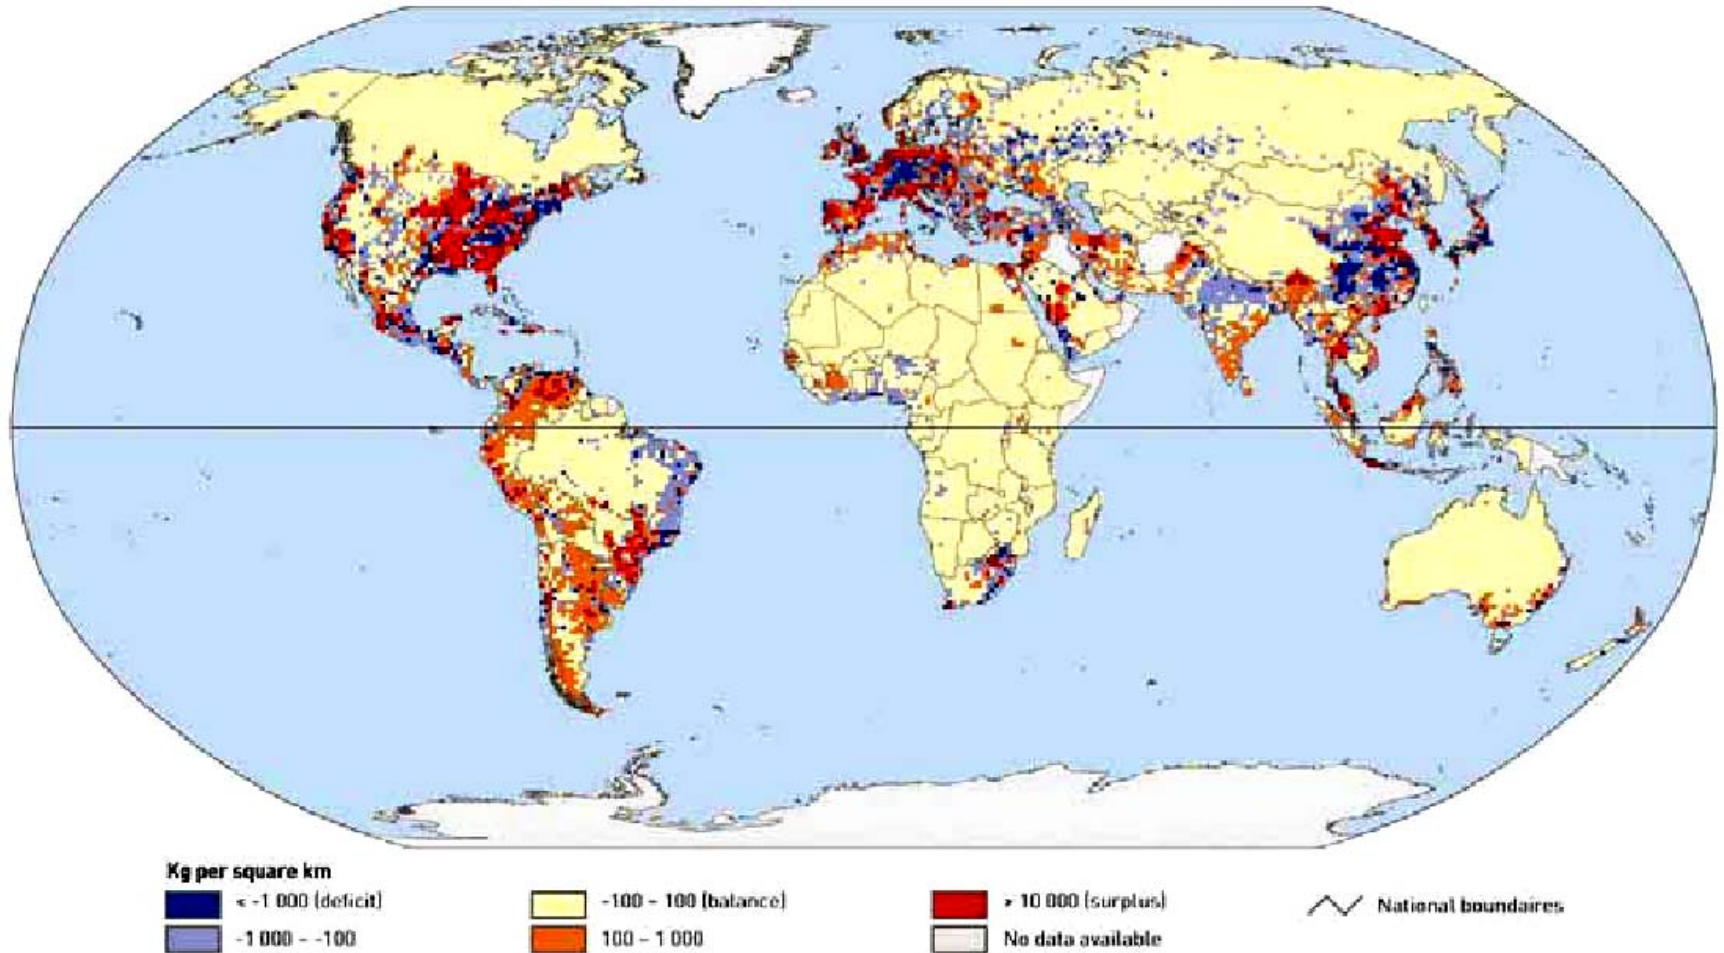 Kg per square km
< -1 000 (deficit)
-100 - 100 (balance)
> 10 000 (surplus)
National boundaires
-1 000 - -100
100 - 1 000
No data available